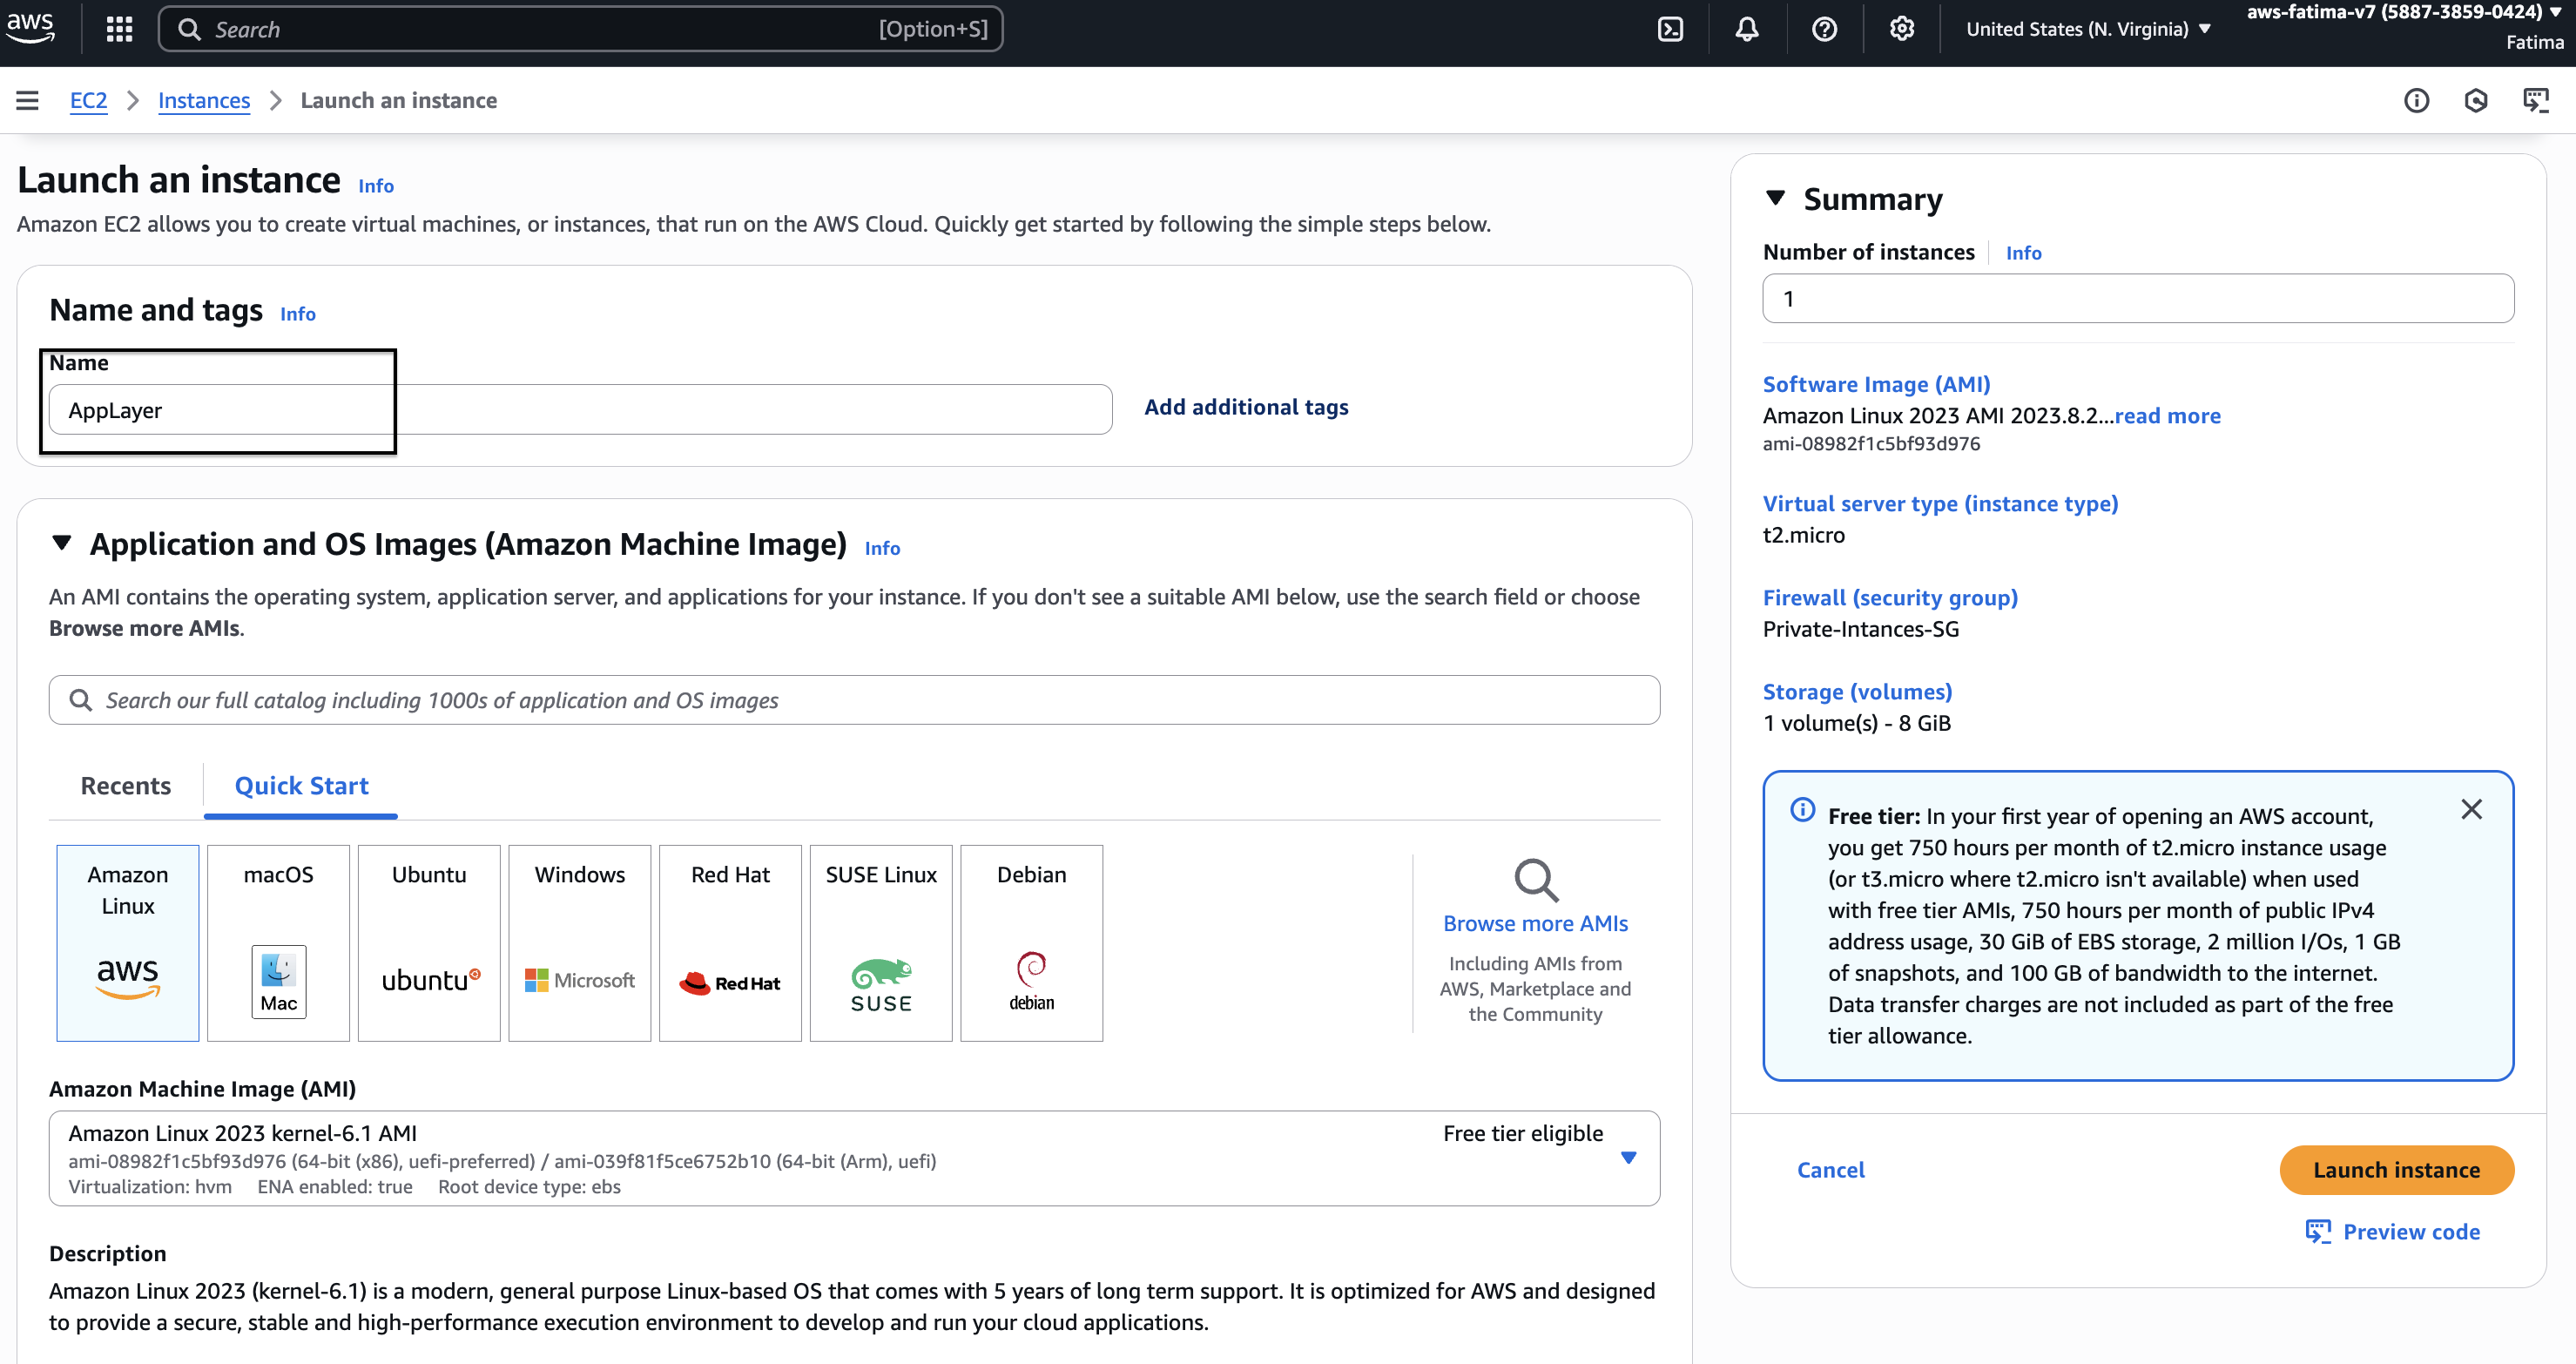 aws
Search
[Option+S]
United States (N. Virginia)
aws-fatima-v7 (5887-3859-0424)
Fatima
EC2
Instances
Launch an instance
Launch an instance
Info
Amazon EC2 allows you to create virtual machines, or instances, that run on the AWS Cloud. Quickly get started by following the simple steps below.
Name and tags
Info
Name
AppLayer
Add additional tags
Application and OS Images (Amazon Machine Image)
Info
An AMI contains the operating system, application server, and applications for your instance. If you don't see a suitable AMI below, use the search field or choose
Browse more AMIs.
Search our full catalog including 1000s of application and OS images
Recents
Quick Start
Amazon
Linux
aws
macOS
Mac
Ubuntu
ubuntu
Windows
Microsoft
Red Hat
Red Hat
SUSE Linux
SUSE
Debian
debian
Browse more AMIs
Including AMIs from
AWS, Marketplace and
the Community
Amazon Machine Image (AMI)
Amazon Linux 2023 kernel-6.1 AMI
Free tier eligible
ami-08982f1c5bf93d976 (64-bit (x86), uefi-preferred) / ami-039f81f5ce6752b10 (64-bit (Arm), uefi)
Virtualization: hvm ENA enabled: true Root device type: ebs
Description
Amazon Linux 2023 (kernel-6.1) is a modern, general purpose Linux-based OS that comes with 5 years of long term support. It is optimized for AWS and designed
to provide a secure, stable and high-performance execution environment to develop and run your cloud applications.
Summary
Number of instances
Info
1
Software Image (AMI)
Amazon Linux 2023 AMI 2023.8.2...read more
ami-08982f1c5bf93d976
Virtual server type (instance type)
t2.micro
Firewall (security group)
Private-Intances-SG
Storage (volumes)
1 volume(s) - 8 GiB
Free tier: In your first year of opening an AWS account,
you get 750 hours per month of t2.micro instance usage
(or t3.micro where t2.micro isn't available) when used
with free tier AMIs, 750 hours per month of public IPv4
address usage, 30 GiB of EBS storage, 2 million I/Os, 1 GB
of snapshots, and 100 GB of bandwidth to the internet.
Data transfer charges are not included as part of the free
tier allowance.
Cancel
Launch instance
Preview code